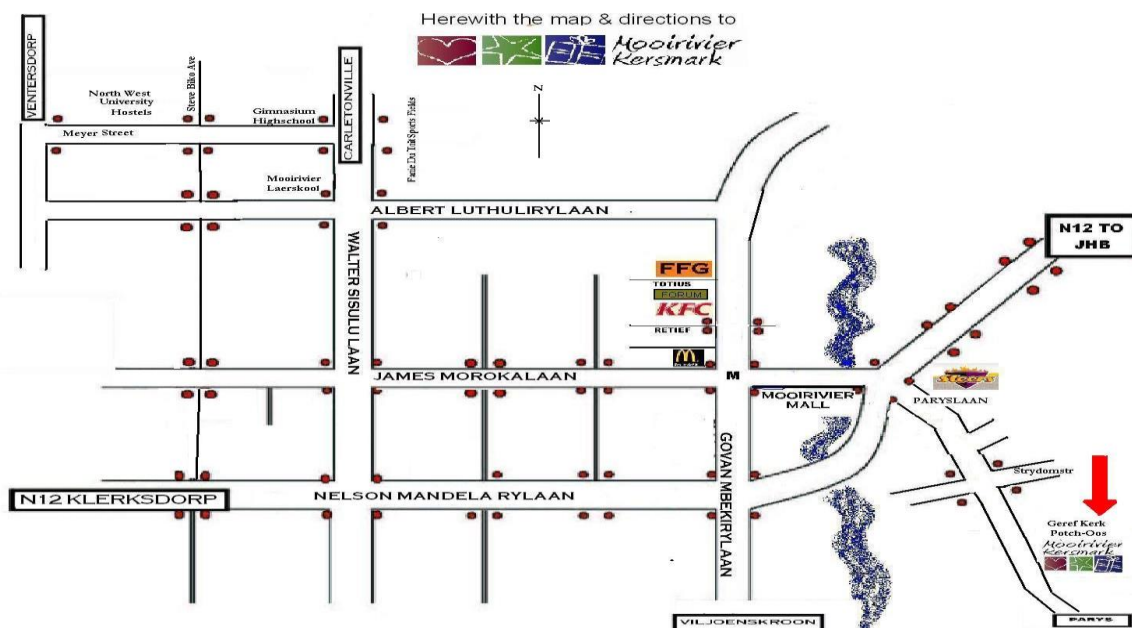 Herewith the map & directions to
Mooirivier
Kersmark
VENTERSDORP
North West
University
Hostels
Steve Biko Ave
Gimnasium
Highschool
CARLETONVILLE
Fanie Du Toit Sports Fields
N
Meyer Street
Mooirivier
Laerskool
ALBERT LUTHULIRYLAAN
N12 TO
JHB
WALTER SISULU LAAN
FFG
TOTIUS
FORUM
KFC
RETIEF
JAMES MOROKALAAN
M
MOOIRIVIER
MALL
Steers
PARYSLAAN
GOVAN MBEKIRYLAAN
Strydomstr
N12 KLERKSDORP
NELSON MANDELA RYLAAN
Geref Kerk
Potch-Oos
Mooirivier
Kersmark
VILJOENSKROON
PARYS